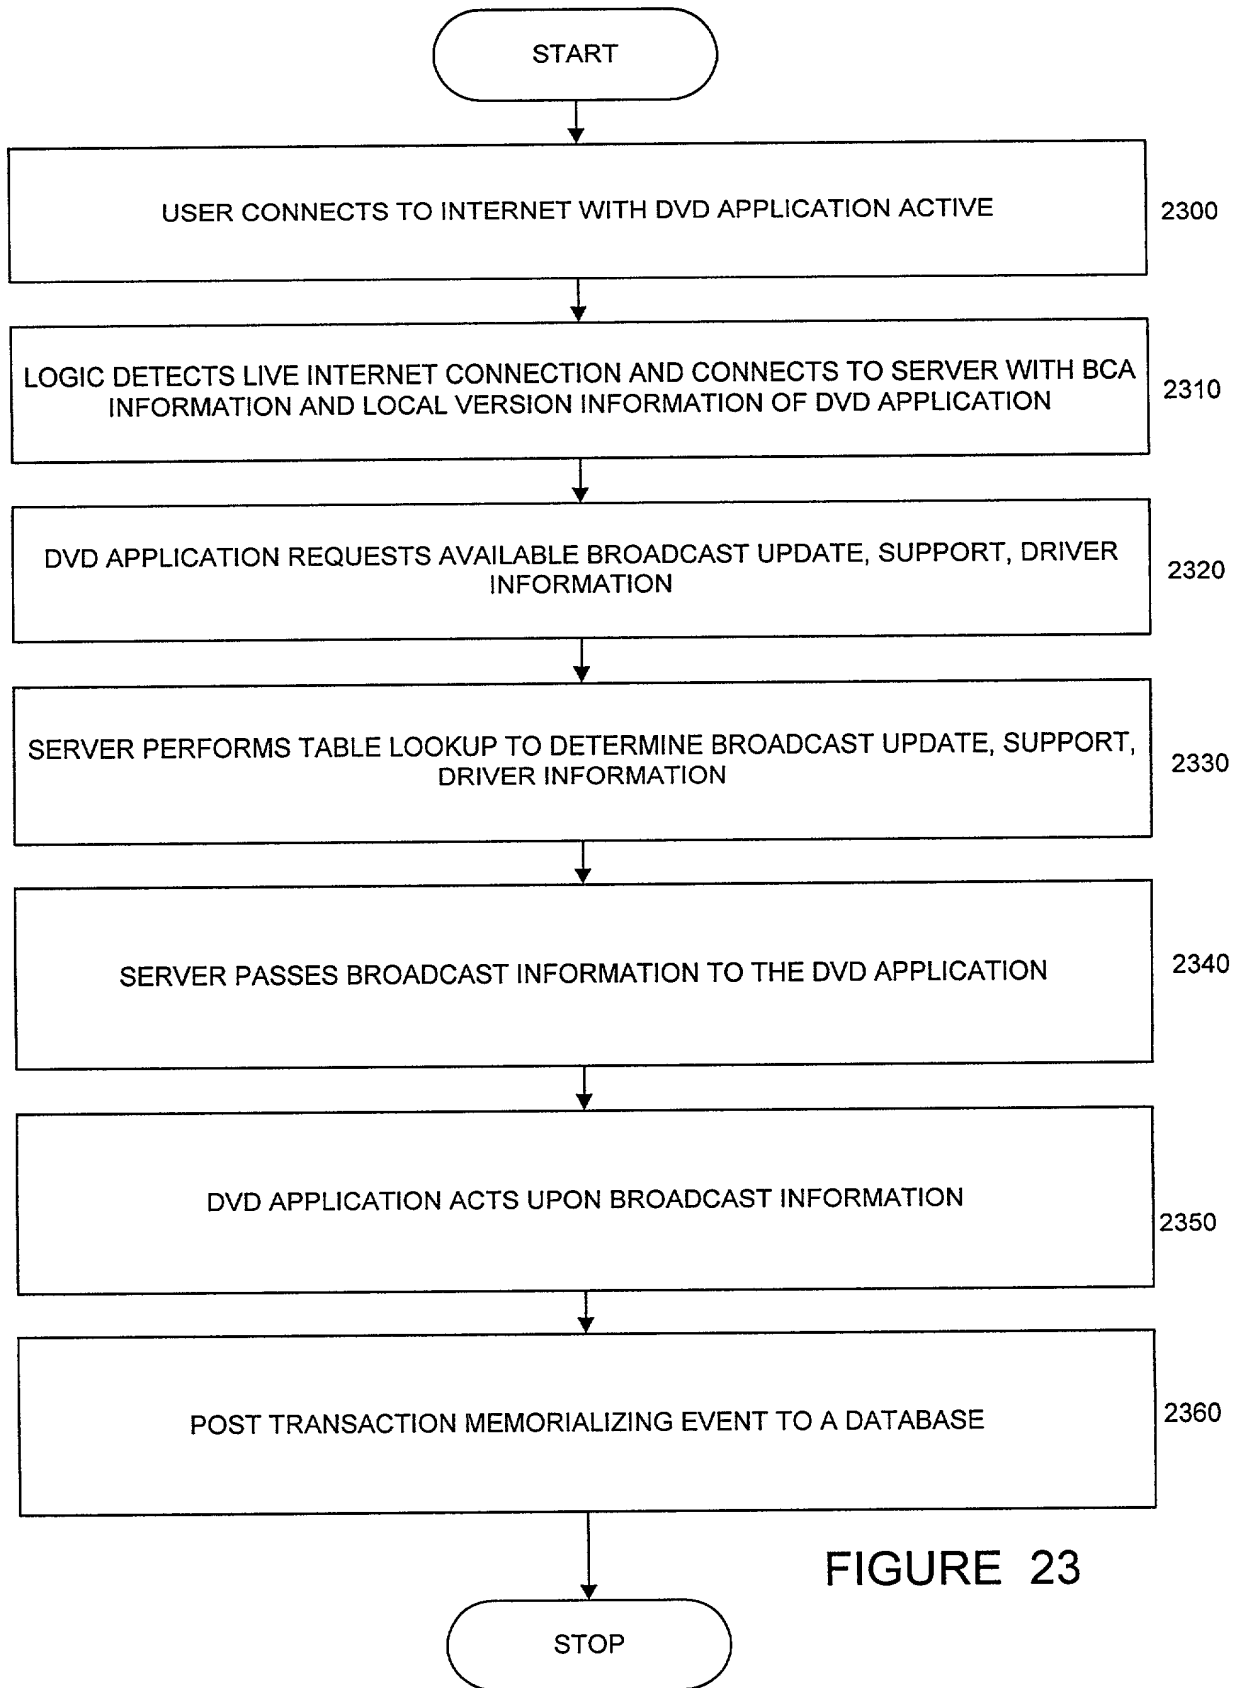 START
USER CONNECTS TO INTERNET WITH DVD APPLICATION ACTIVE
2300
LOGIC DETECTS LIVE INTERNET CONNECTION AND CONNECTS TO SERVER WITH BCA
INFORMATION AND LOCAL VERSION INFORMATION OF DVD APPLICATION
2310
DVD APPLICATION REQUESTS AVAILABLE BROADCAST UPDATE, SUPPORT, DRIVER
INFORMATION
2320
SERVER PERFORMS TABLE LOOKUP TO DETERMINE BROADCAST UPDATE, SUPPORT,
DRIVER INFORMATION
2330
SERVER PASSES BROADCAST INFORMATION TO THE DVD APPLICATION
2340
DVD APPLICATION ACTS UPON BROADCAST INFORMATION
2350
POST TRANSACTION MEMORIALIZING EVENT TO A DATABASE
2360
FIGURE 23
STOP